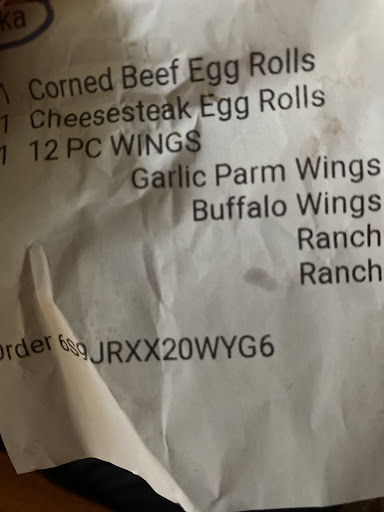 ka
1 Corned Beef Egg Rolls
1 Cheesesteak Egg Rolls
1 12 PC WINGS
Garlic Parm Wings
Buffalo Wings
Ranch
Ranch
Order 6S9JRXX20WYG6